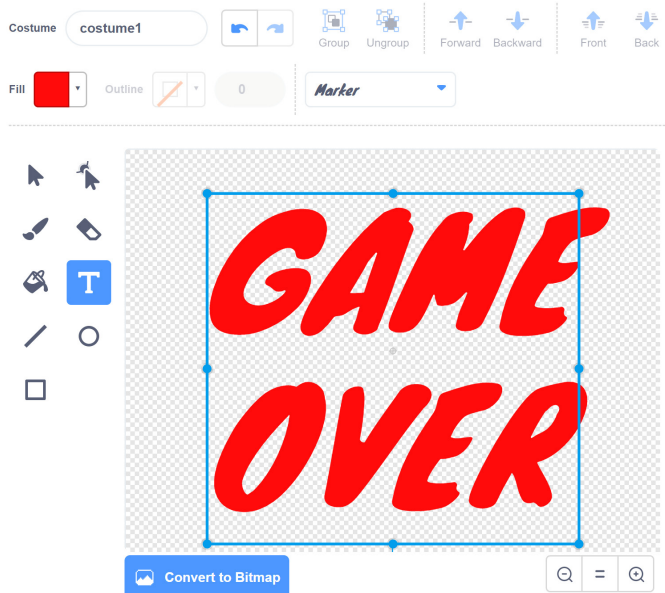 Costume costume1
Group Ungroup Forward Backward Front Back
Fill Outline 0 Marker
T
GAME
OVER
Convert to Bitmap